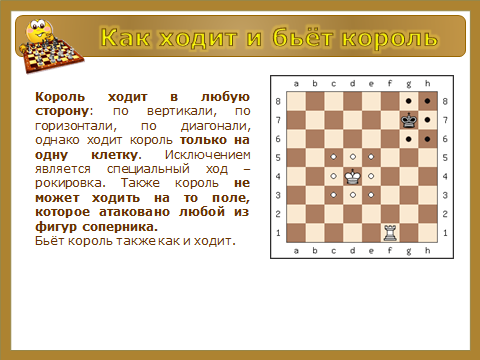 Как ходит и бьёт король
Король ходит в любую
сторону: по вертикали, по
горизонтали, по диагонали,
однако ходит король только на
одну клетку. Исключением
является специальный ход –
рокировка. Также король не
может ходить на то поле,
которое атаковано любой из
фигур соперника.
Бьёт король также как и ходит.
a b c d e f g h
8 8
7 7
6 6
5 5
4 4
3 3
2 2
1 1
a b c d e f g h